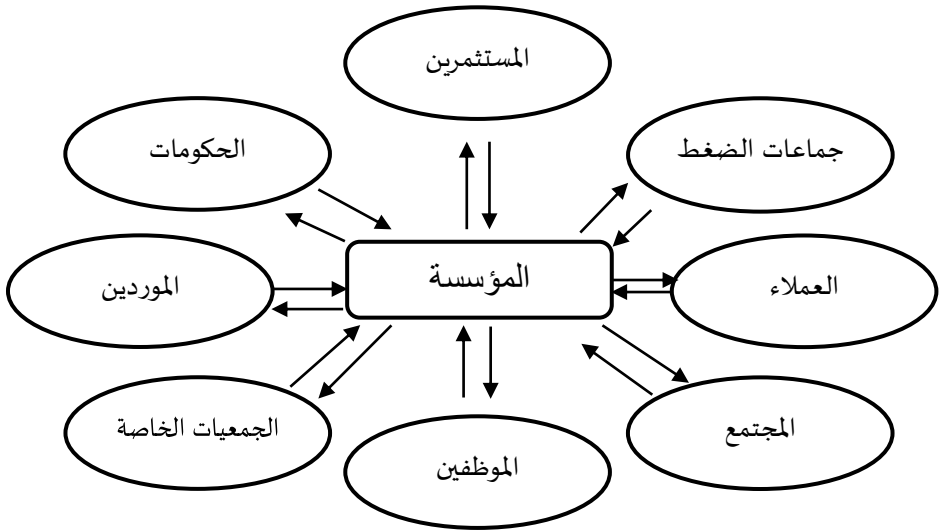 المستثمرين
جماعات الضغط
الحكومات
المؤسسة
العملاء
الموردين
المجتمع
الجمعيات الخاصة
الموظفين